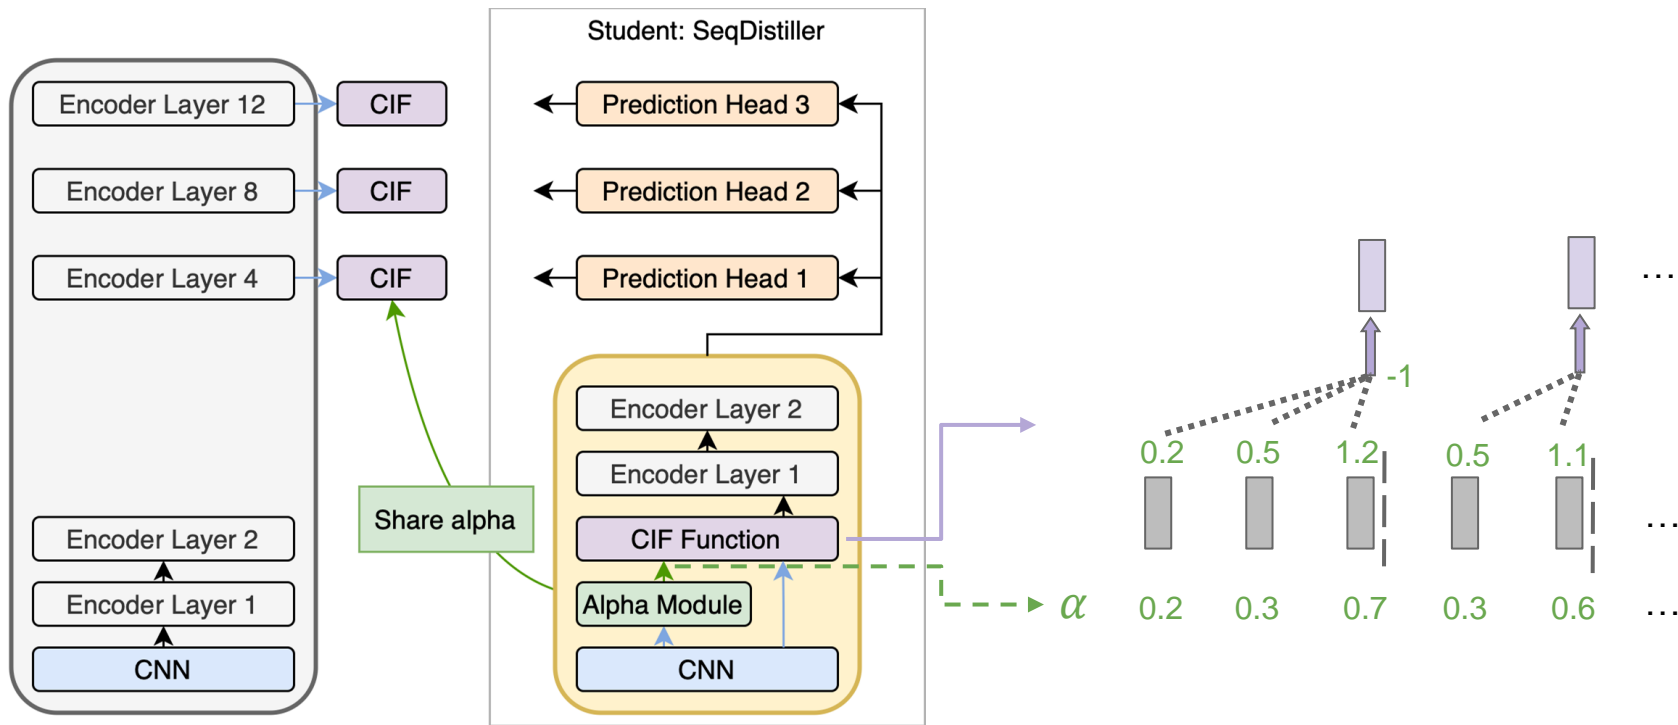 Student: SeqDistiller
Encoder Layer 12
CIF
Prediction Head 3
Encoder Layer 8
CIF
Prediction Head 2
Encoder Layer 4
CIF
Prediction Head 1
...
-1
Encoder Layer 2
Encoder Layer 1
0.2 0.5 1.2 0.5 1.1
Share alpha
Encoder Layer 2
CIF Function
...
Encoder Layer 1
Alpha Module
α 0.2 0.3 0.7 0.3 0.6 ...
CNN
CNN